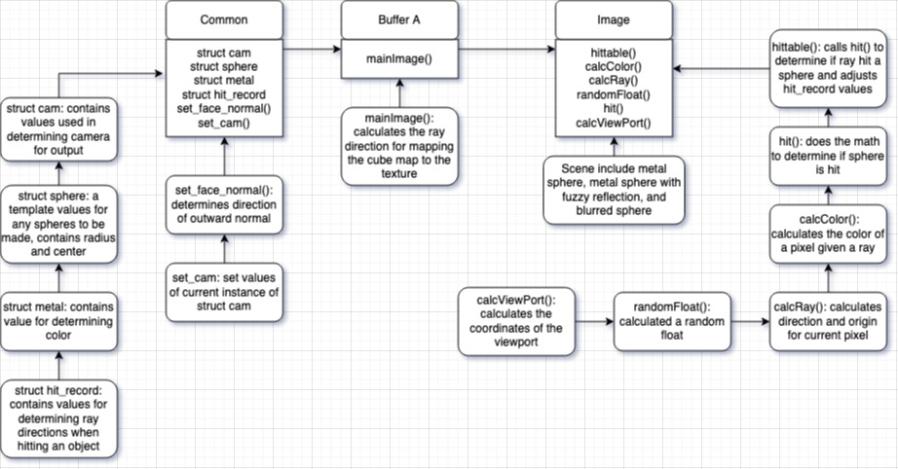 Common
struct cam
struct sphere
struct metal
struct hit_record
set_face_normal()
set_cam()
Buffer A
mainImage()
Image
hittable()
calcColor()
calcRay()
randomFloat()
hit()
calcViewPort()
struct cam: contains
values used in
determining camera
for output
struct sphere: a
template values for
any spheres to be
made, contains radius
and center
struct metal: contains
value for determining
color
struct hit_record:
contains values for
determining ray
directions when
hitting an object
set_face_normal():
determines direction
of outward normal
set_cam: set values
of current instance of
struct cam
mainImage():
calculates the ray
direction for mapping
the cube map to the
texture
Scene include metal
sphere, metal sphere with
fuzzy reflection, and
blurred sphere
hittable(): calls hit() to
determine if ray hit a
sphere and adjusts
hit_record values
hit(): does the math
to determine if sphere
is hit
calcColor():
calculates the color of
a pixel given a ray
calcViewPort():
calculates the
coordinates of the
viewport
randomFloat():
calculated a random
float
calcRay(): calculates
direction and origin
for current pixel